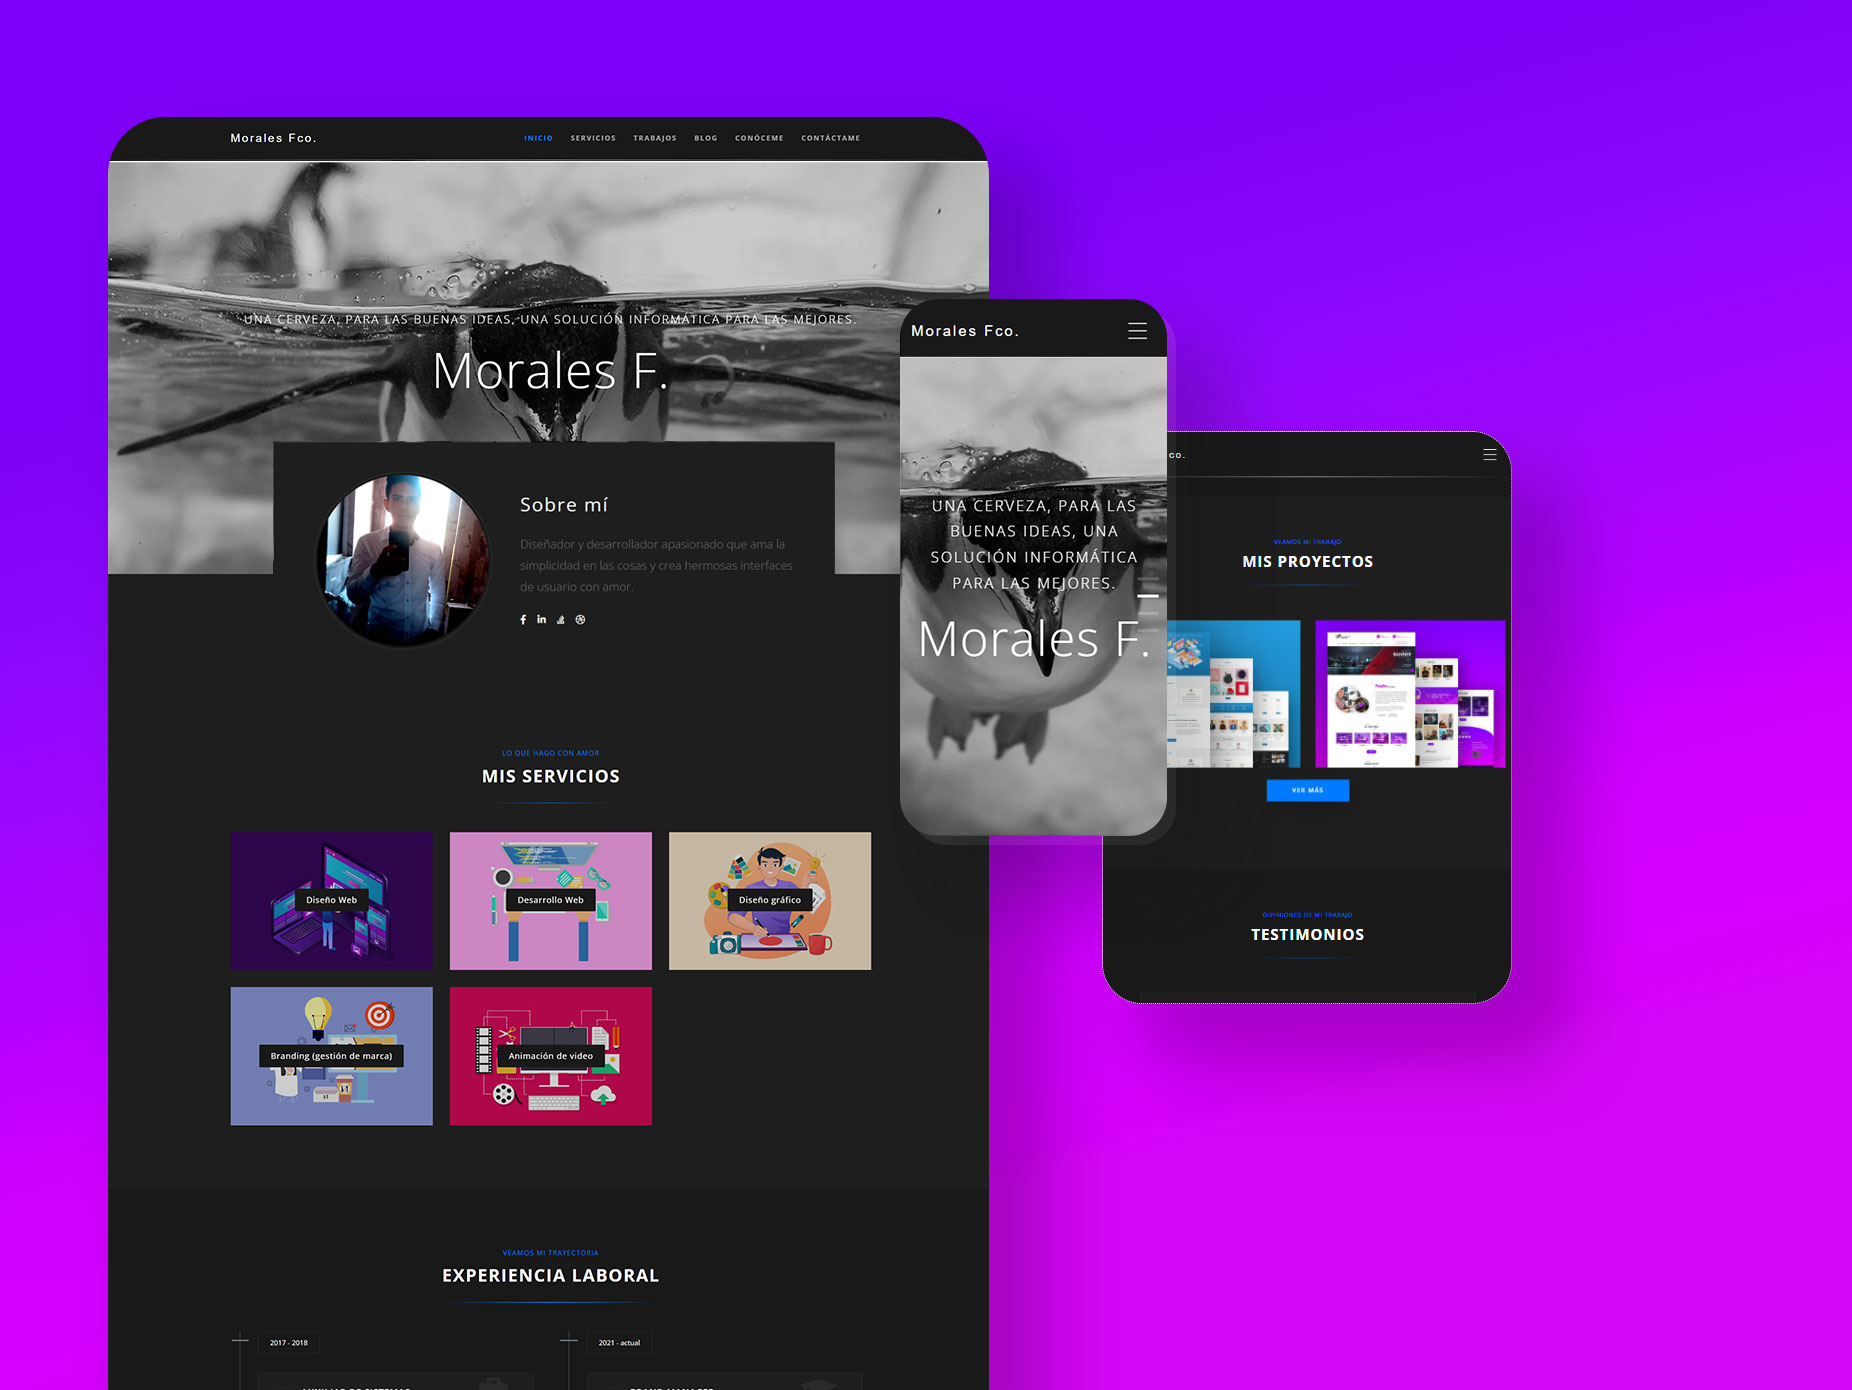 Morales Fco.
INICIO SERVICIOS TRABAJOS BLOG CONÓCEME CONTÁCTAME
UNA CERVEZA, PARA LAS BUENAS IDEAS, UNA SOLUCIÓN INFORMÁTICA PARA LAS MEJORES.
Morales F.
Sobre mí
Diseñador y desarrollador apasionado que ama la
simplicidad en las cosas y crea hermosas interfaces
de usuario con amor.
LO QUE HAGO CON AMOR
MIS SERVICIOS
Diseño Web
Desarrollo Web
Diseño gráfico
Branding (gestión de marca)
Animación de video
VEAMOS MI TRAYECTORIA
EXPERIENCIA LABORAL
2017 - 2018
2021 - actual
Morales Fco.
UNA CERVEZA, PARA LAS
BUENAS IDEAS, UNA
SOLUCIÓN INFORMÁTICA
PARA LAS MEJORES.
Morales F.
co.
VEAMOS MI TRABAJO
MIS PROYECTOS
VER MÁS
OIPINIONES DE MI TRABAJO
TESTIMONIOS